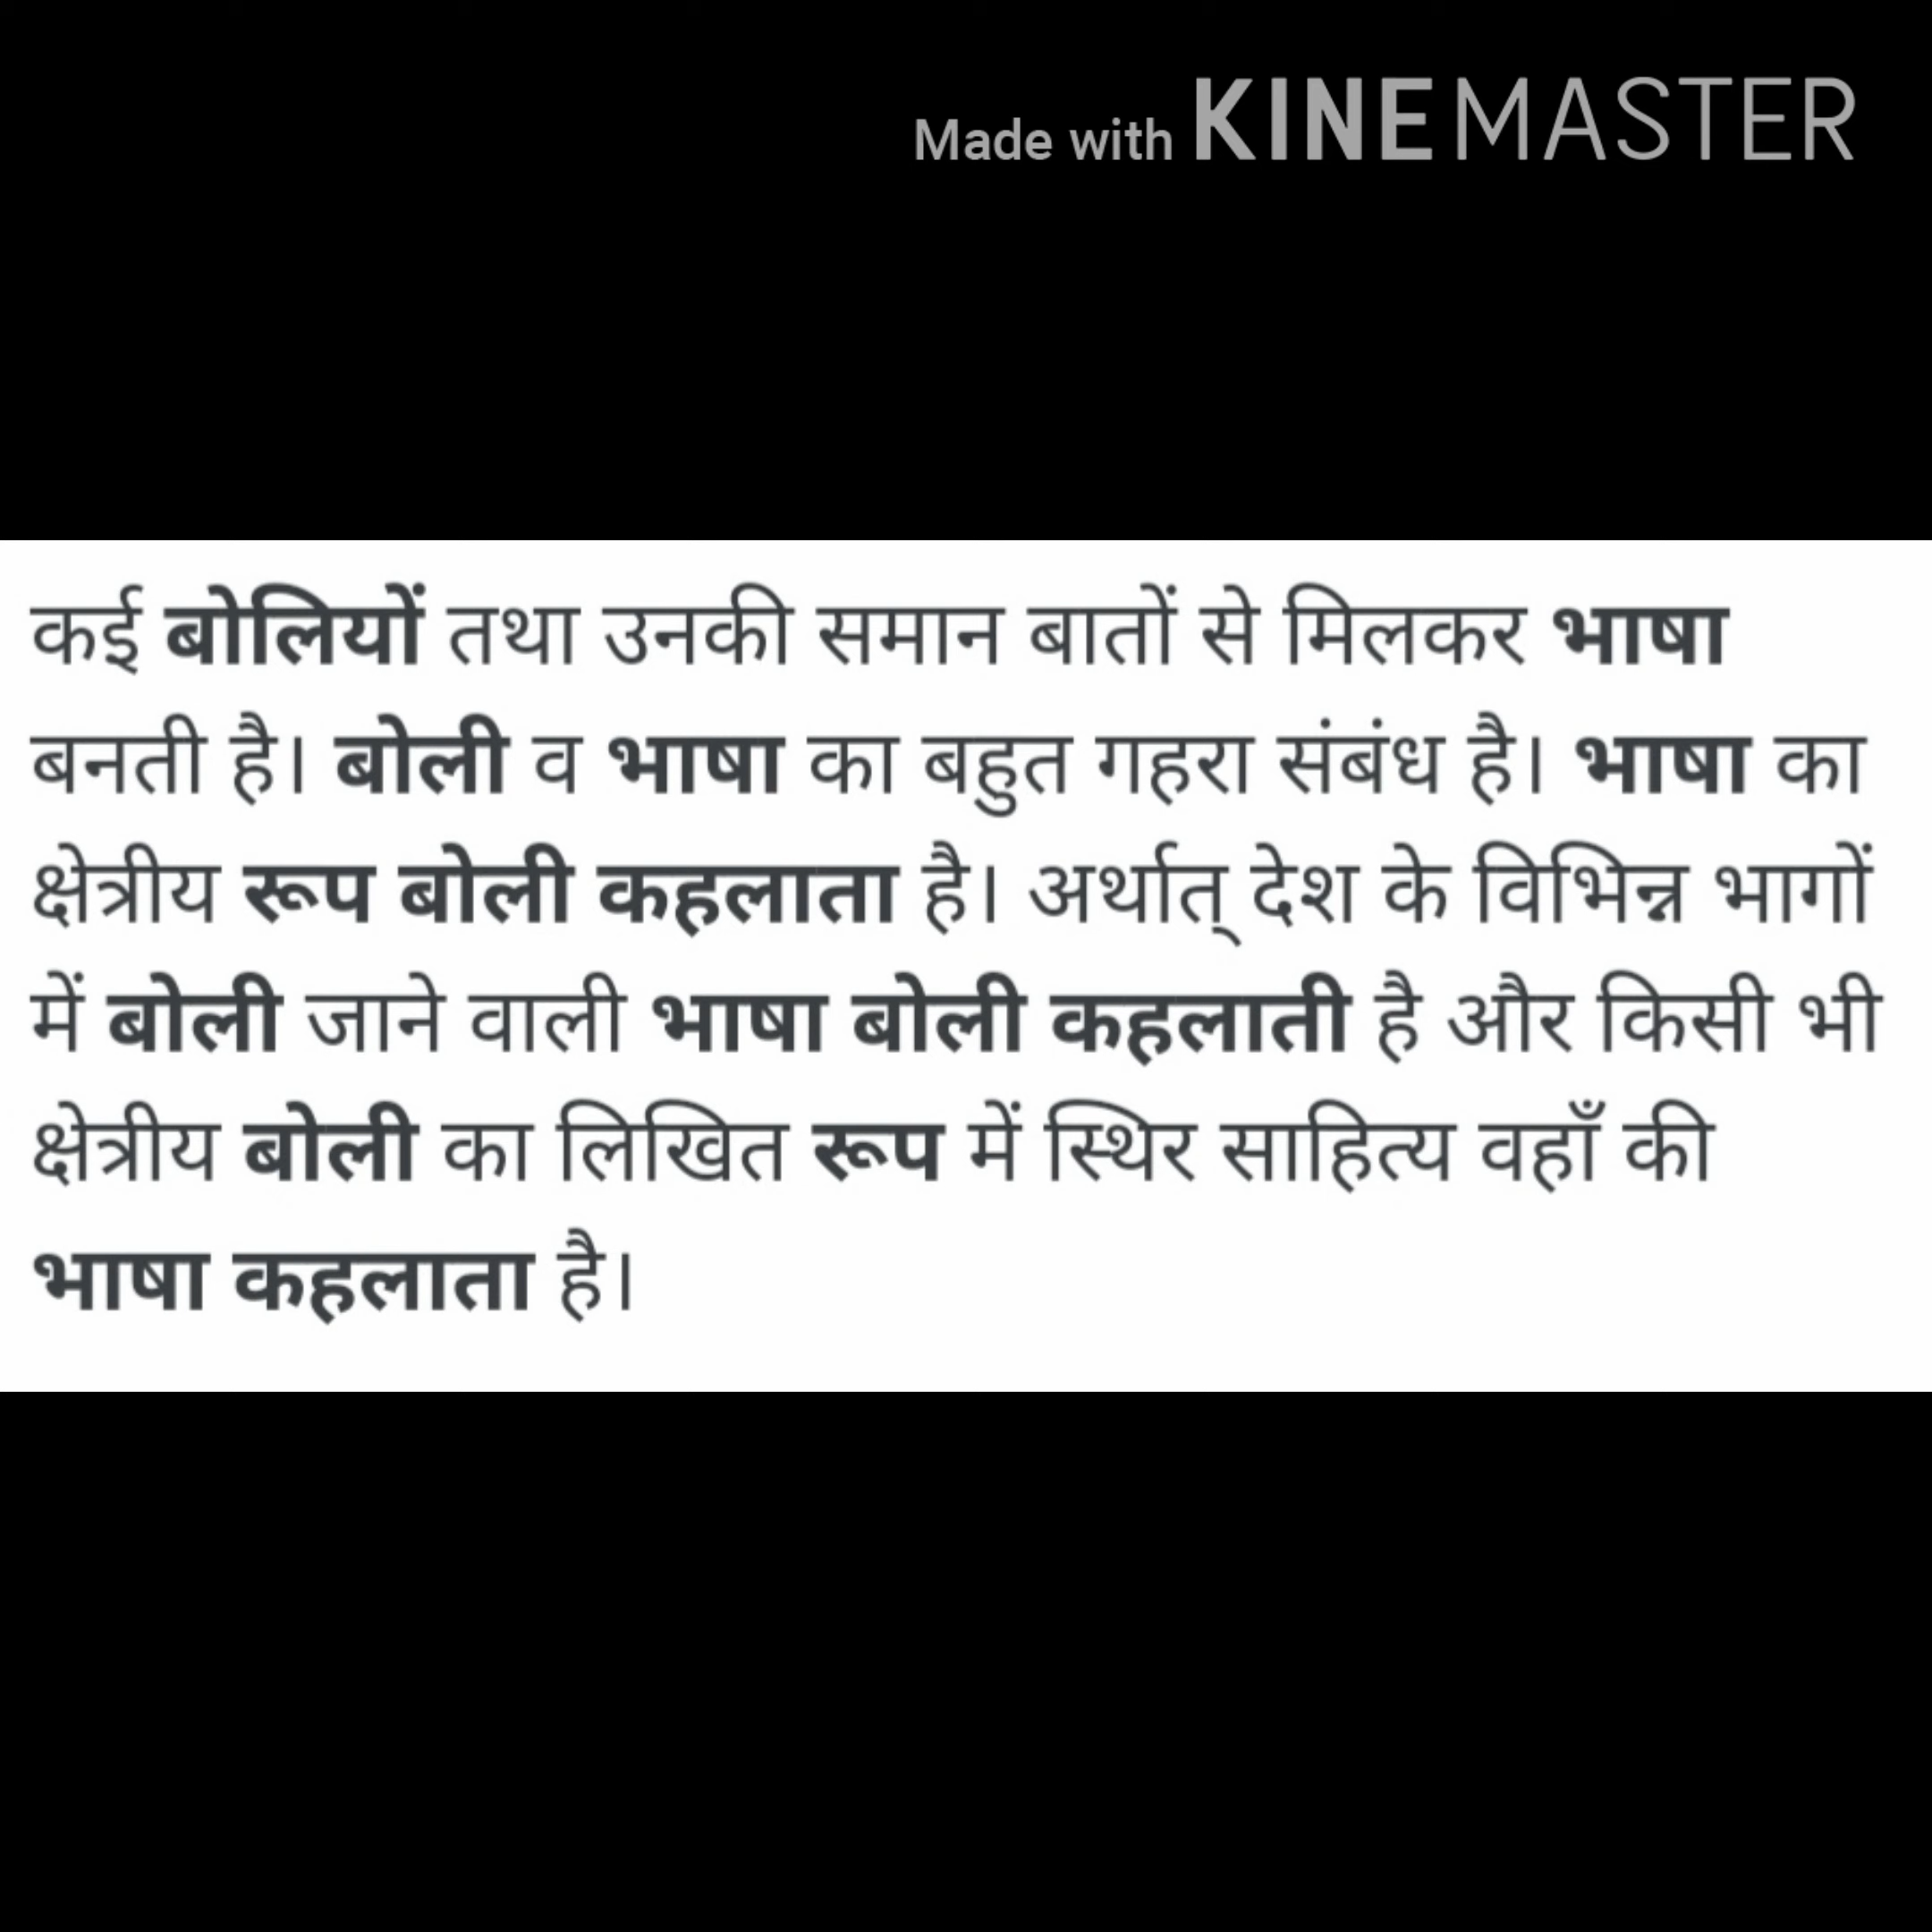 Made with KINEMASTER
कई बोलियों तथा उनकी समान बातों से मिलकर भाषा
बनती है। बोली व भाषा का बहुत गहरा संबंध है। भाषा का
क्षेत्रीय रूप बोली कहलाता है। अर्थात् देश के विभिन्न भागों
में बोली जाने वाली भाषा बोली कहलाती है और किसी भी
क्षेत्रीय बोली का लिखित रूप में स्थिर साहित्य वहाँ की
भाषा कहलाता है।